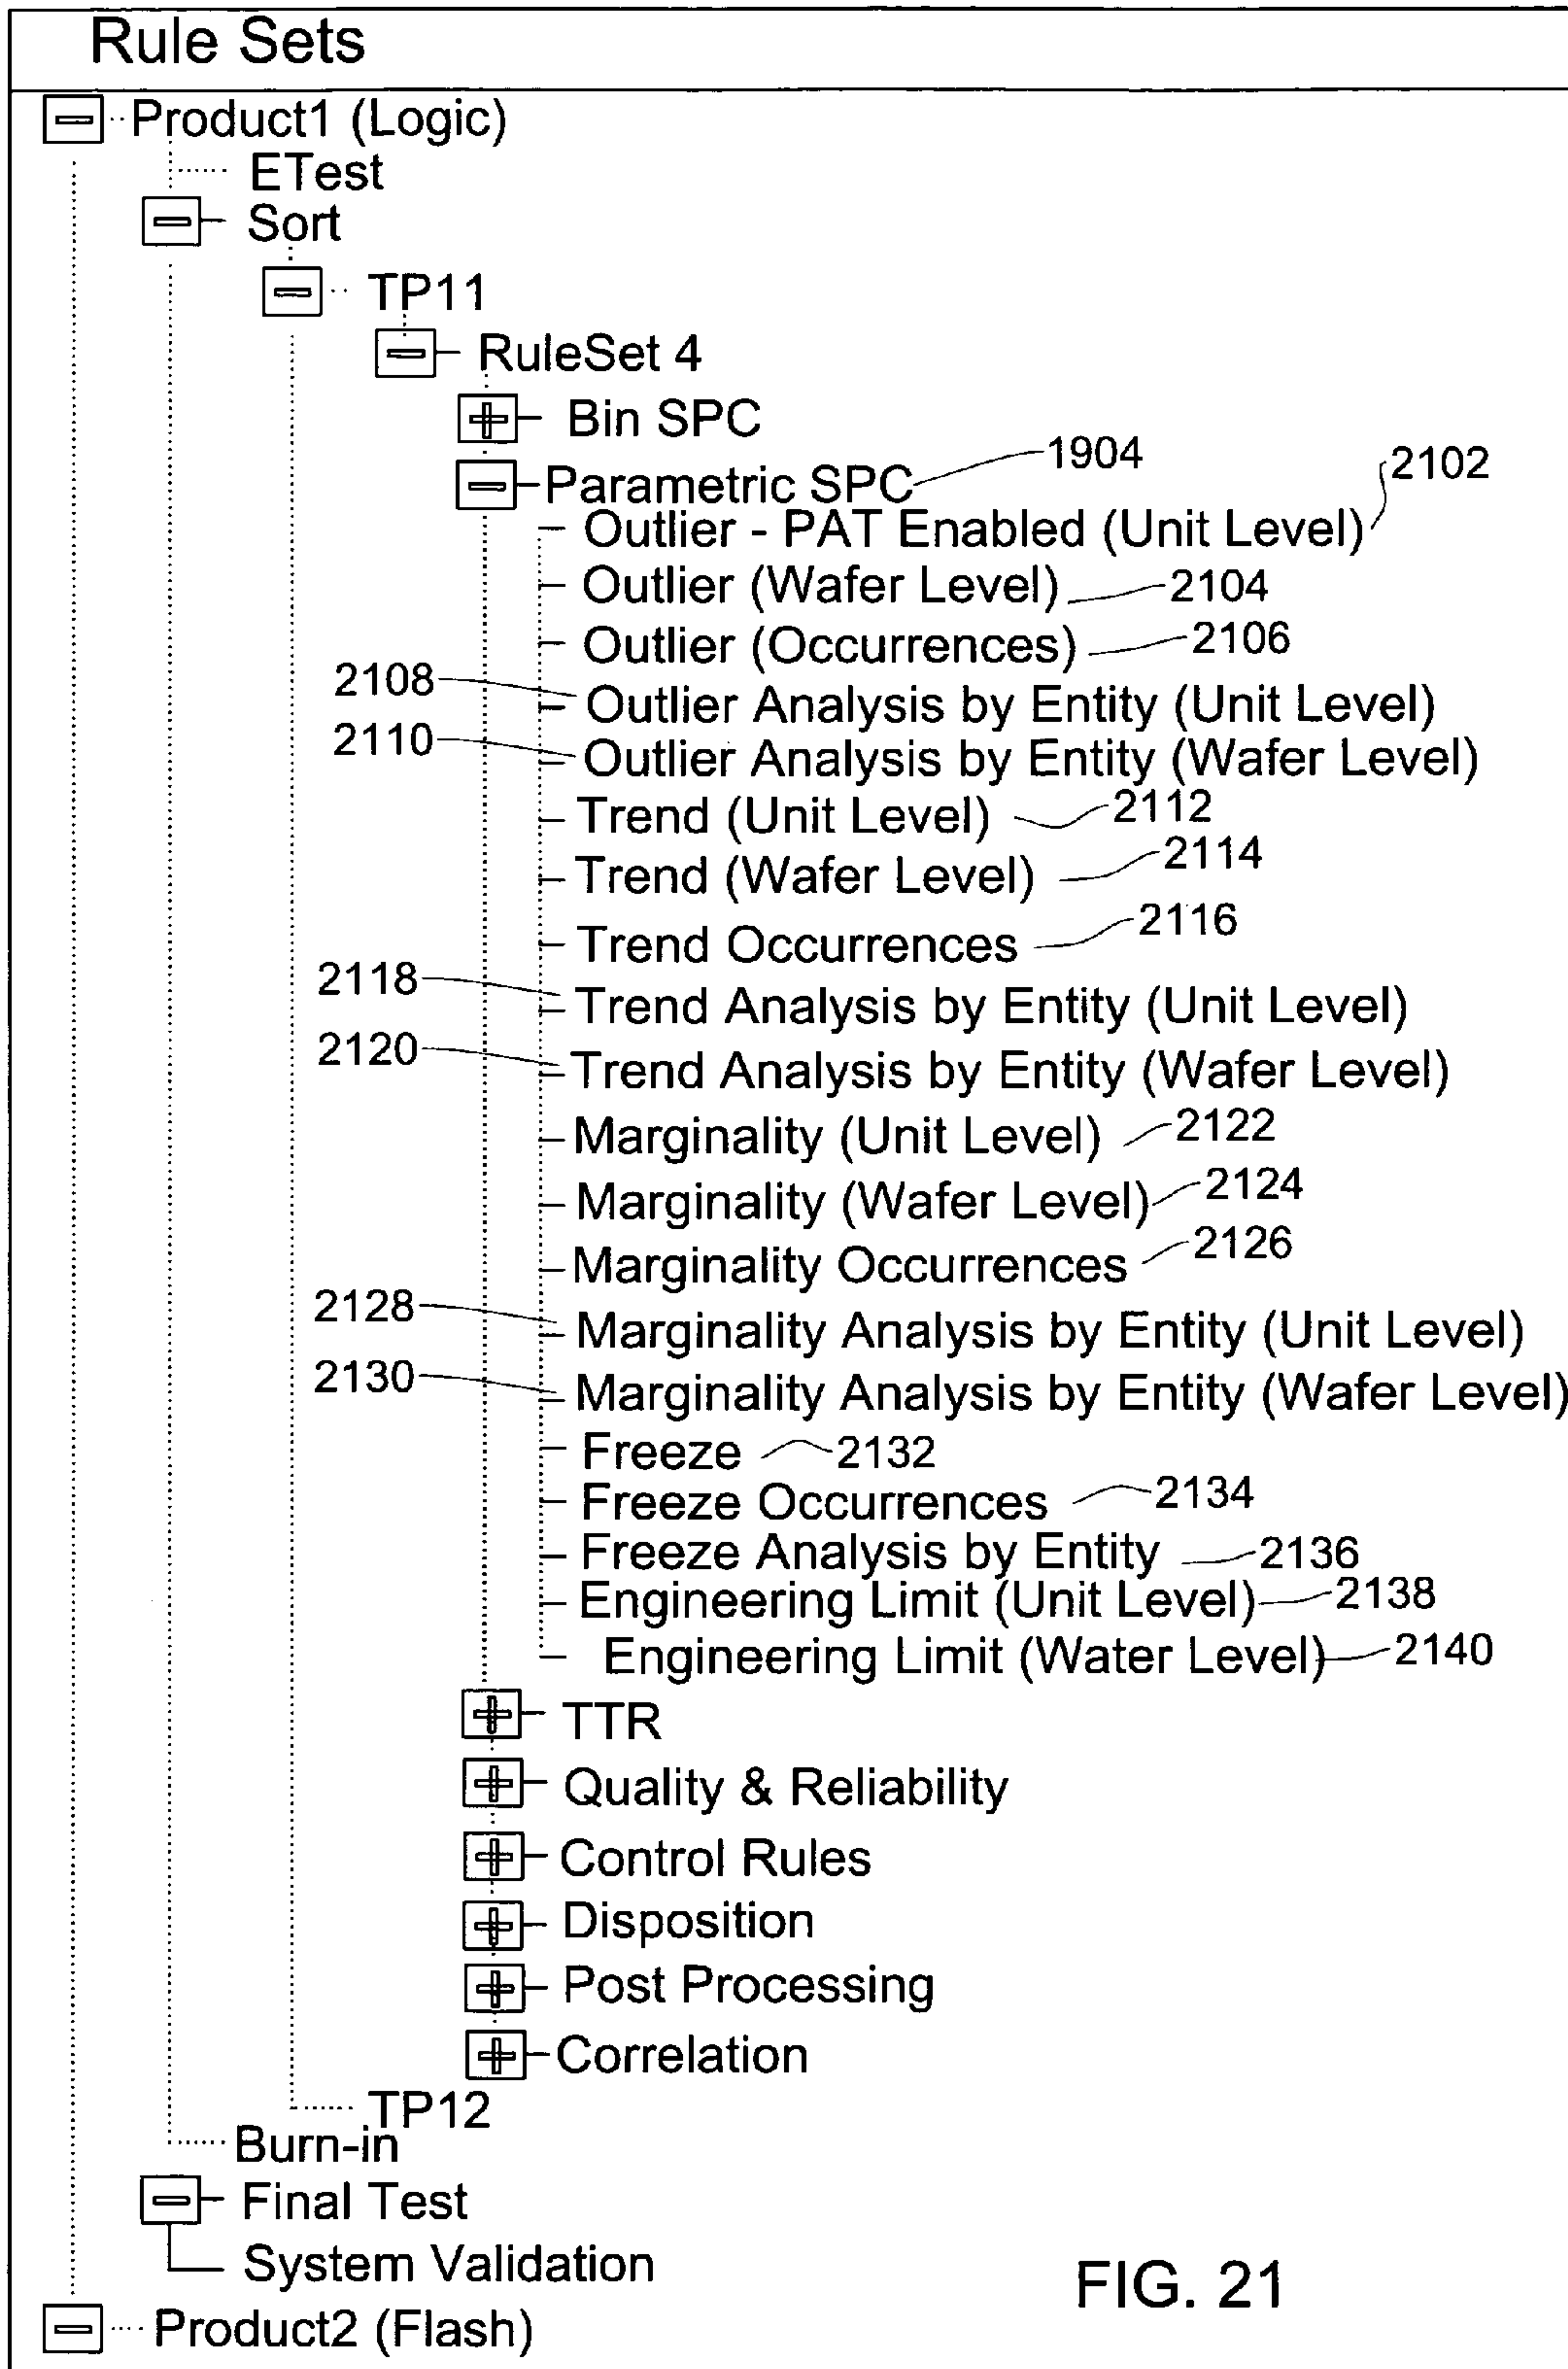 Rule Sets
Product1 (Logic)
ETest
Sort
TP11
RuleSet 4
Bin SPC
Parametric SPC 1904
Outlier - PAT Enabled (Unit Level) 2102
Outlier (Wafer Level) 2104
Outlier (Occurrences) 2106
2108 Outlier Analysis by Entity (Unit Level)
2110 Outlier Analysis by Entity (Wafer Level)
Trend (Unit Level) 2112
Trend (Wafer Level) 2114
Trend Occurrences 2116
2118 Trend Analysis by Entity (Unit Level)
2120 Trend Analysis by Entity (Wafer Level)
Marginality (Unit Level) 2122
Marginality (Wafer Level) 2124
Marginality Occurrences 2126
2128 Marginality Analysis by Entity (Unit Level)
2130 Marginality Analysis by Entity (Wafer Level)
Freeze 2132
Freeze Occurrences 2134
Freeze Analysis by Entity 2136
Engineering Limit (Unit Level) 2138
Engineering Limit (Water Level) 2140
TTR
Quality & Reliability
Control Rules
Disposition
Post Processing
Correlation
TP12
Burn-in
Final Test
System Validation
Product2 (Flash)
FIG. 21